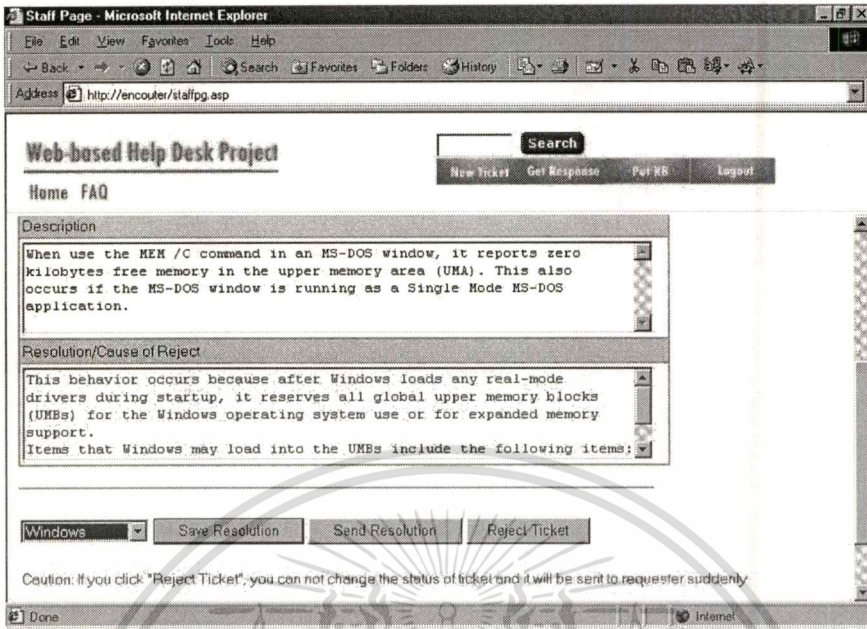 Staff Page - Microsoft Internet Explorer
File Edit View Favorites Tools Help
Back Search Favorites Folders History
Address http://encouter/staffpg.asp
Web-based Help Desk Project
Search
New Ticket Get Response Put KB Logout
Home FAQ
Description
When use the MEM /C command in an MS-DOS window, it reports zero
kilobytes free memory in the upper memory area (UMA). This also
occurs if the MS-DOS window is running as a Single Mode MS-DOS
application.
Resolution/Cause of Reject
This behavior occurs because after Windows loads any real-mode
drivers during startup, it reserves all global upper memory blocks
(UMBs) for the Windows operating system use or for expanded memory
support.
Items that Windows may load into the UMBs include the following items:
Windows Save Resolution Send Resolution Reject Ticket
Caution: If you click "Reject Ticket", you can not change the status of ticket and it will be sent to requester suddenly
Done Internet